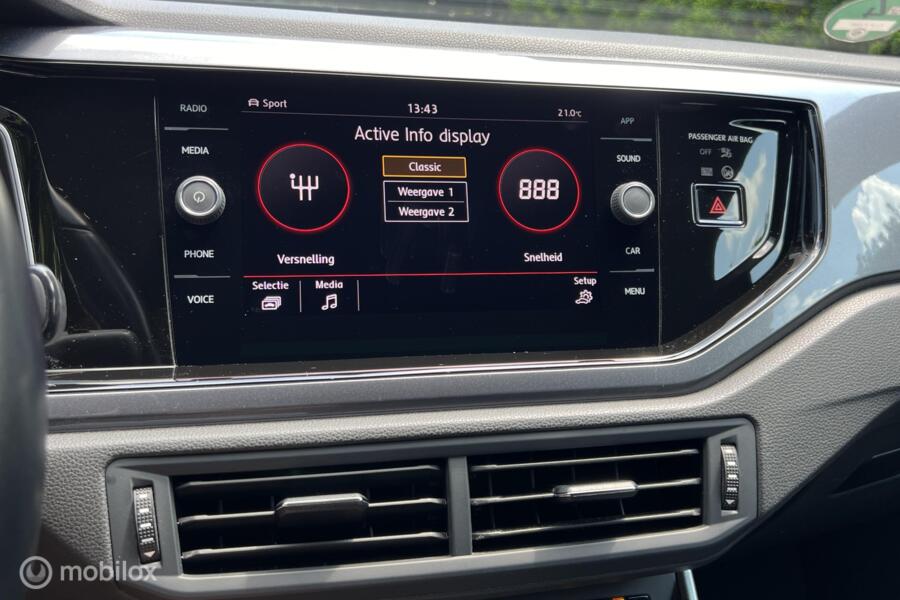 RADIO
MEDIA
PHONE
VOICE
Sport
13:43
21.0°C
Active Info display
Classic
Weergave 1
Weergave 2
888
Versnelling
Snelheid
Selectie
Media
Setup
APP
SOUND
CAR
MENU
PASSENGER AIR BAG
OFF
mobilox